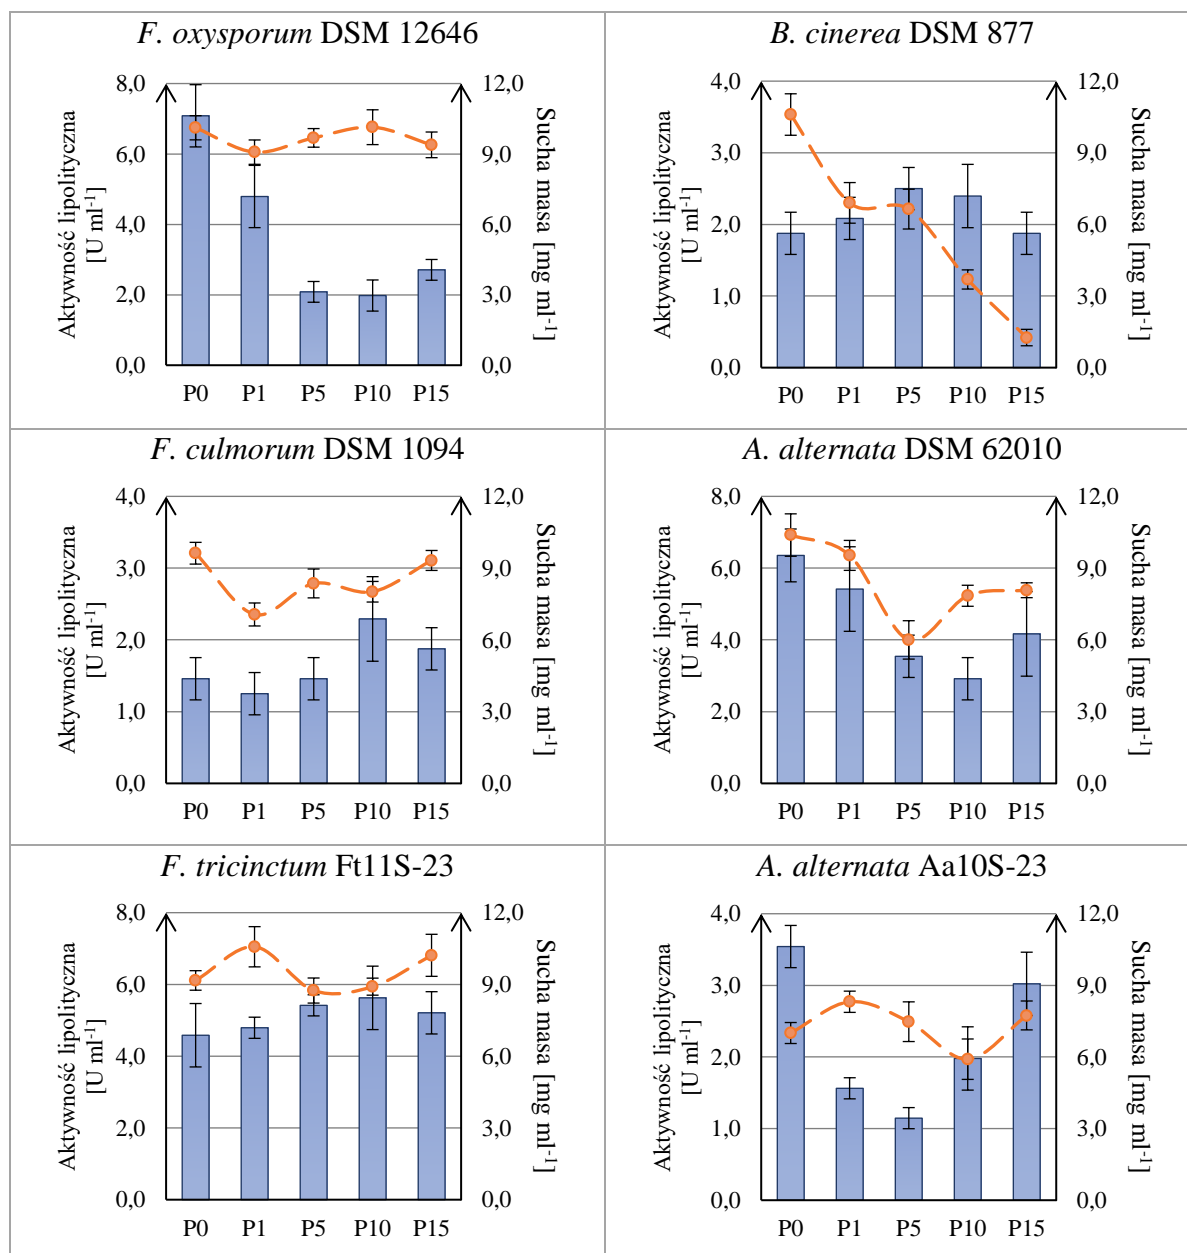 F. oxysporum DSM 12646
8,0
6,0
4,0
2,0
0,0
Aktywność lipolityczna
[U ml-1]
12,0
9,0
6,0
3,0
0,0
Sucha masa [mg ml-1]
P0 P1 P5 P10 P15
B. cinerea DSM 877
4,0
3,0
2,0
1,0
0,0
Aktywność lipolityczna
[U ml-1]
12,0
9,0
6,0
3,0
0,0
Sucha masa [mg ml-1]
P0 P1 P5 P10 P15
F. culmorum DSM 1094
4,0
3,0
2,0
1,0
0,0
Aktywność lipolityczna
[U ml-1]
12,0
9,0
6,0
3,0
0,0
Sucha masa [mg ml-1]
P0 P1 P5 P10 P15
A. alternata DSM 62010
8,0
6,0
4,0
2,0
0,0
Aktywność lipolityczna
[U ml-1]
12,0
9,0
6,0
3,0
0,0
Sucha masa [mg ml-1]
P0 P1 P5 P10 P15
F. tricinctum Ft11S-23
8,0
6,0
4,0
2,0
0,0
Aktywność lipolityczna
[U ml-1]
12,0
9,0
6,0
3,0
0,0
Sucha masa [mg ml-1]
P0 P1 P5 P10 P15
A. alternata Aa10S-23
4,0
3,0
2,0
1,0
0,0
Aktywność lipolityczna
[U ml-1]
12,0
9,0
6,0
3,0
0,0
Sucha masa [mg ml-1]
P0 P1 P5 P10 P15